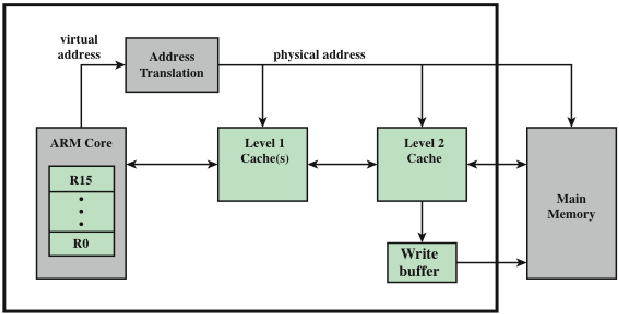 virtual
address
Address
Translation
physical address
ARM Core
R15
R0
Level 1
Cache(s)
Level 2
Cache
Write
buffer
Main
Memory